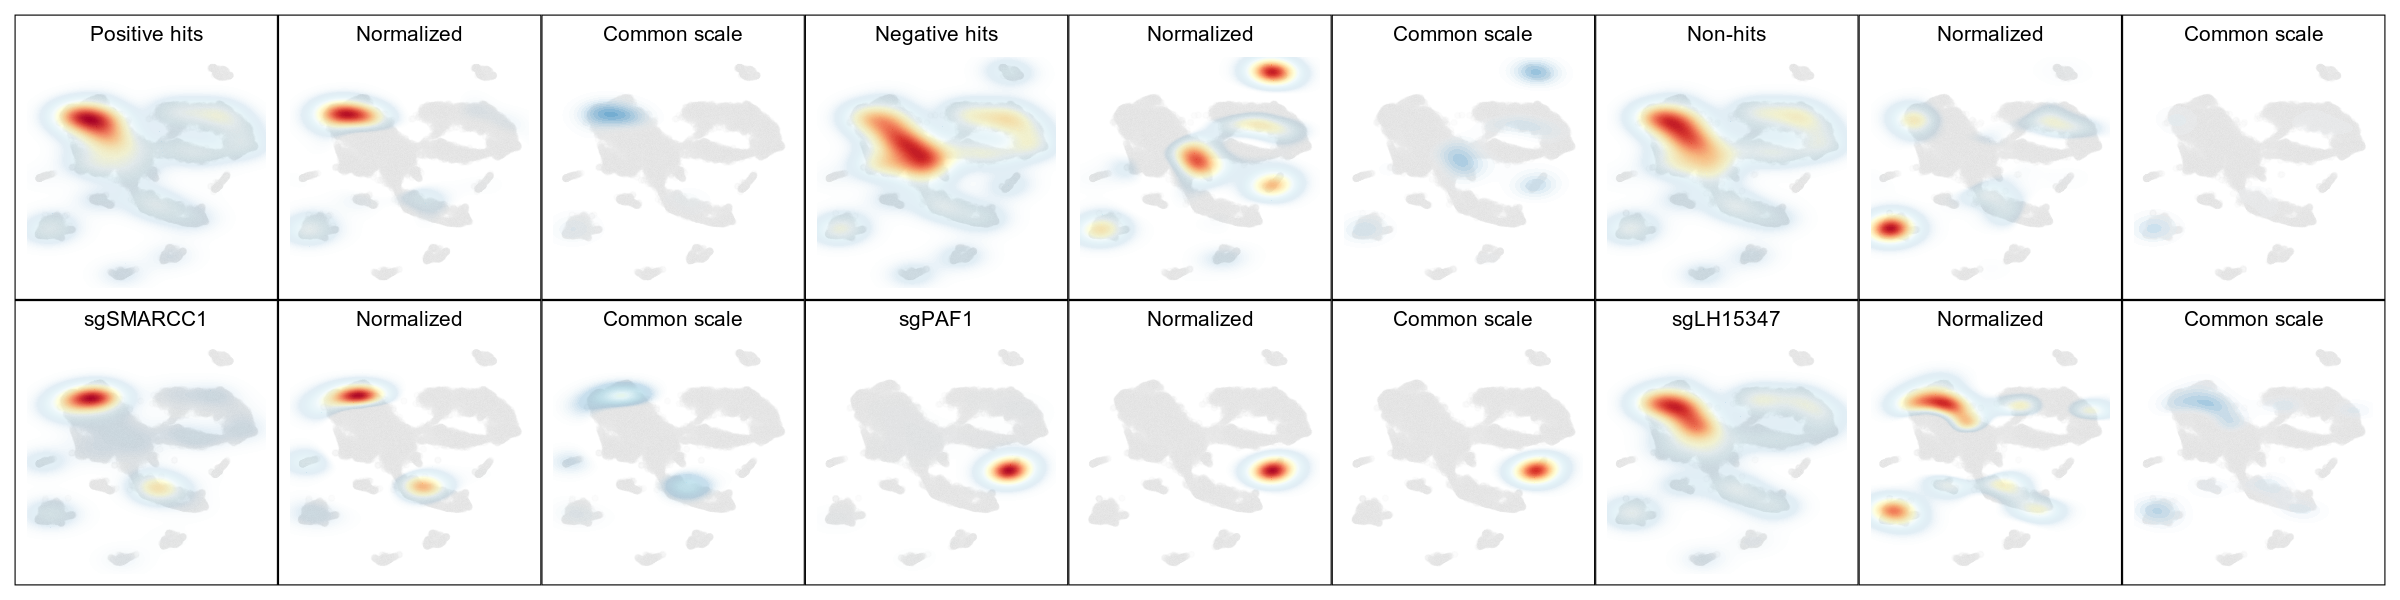 Positive hits
Normalized
Common scale
Negative hits
Normalized
Common scale
Non-hits
Normalized
Common scale
sgSMARCC1
Normalized
Common scale
sgPAF1
Normalized
Common scale
sgLH15347
Normalized
Common scale